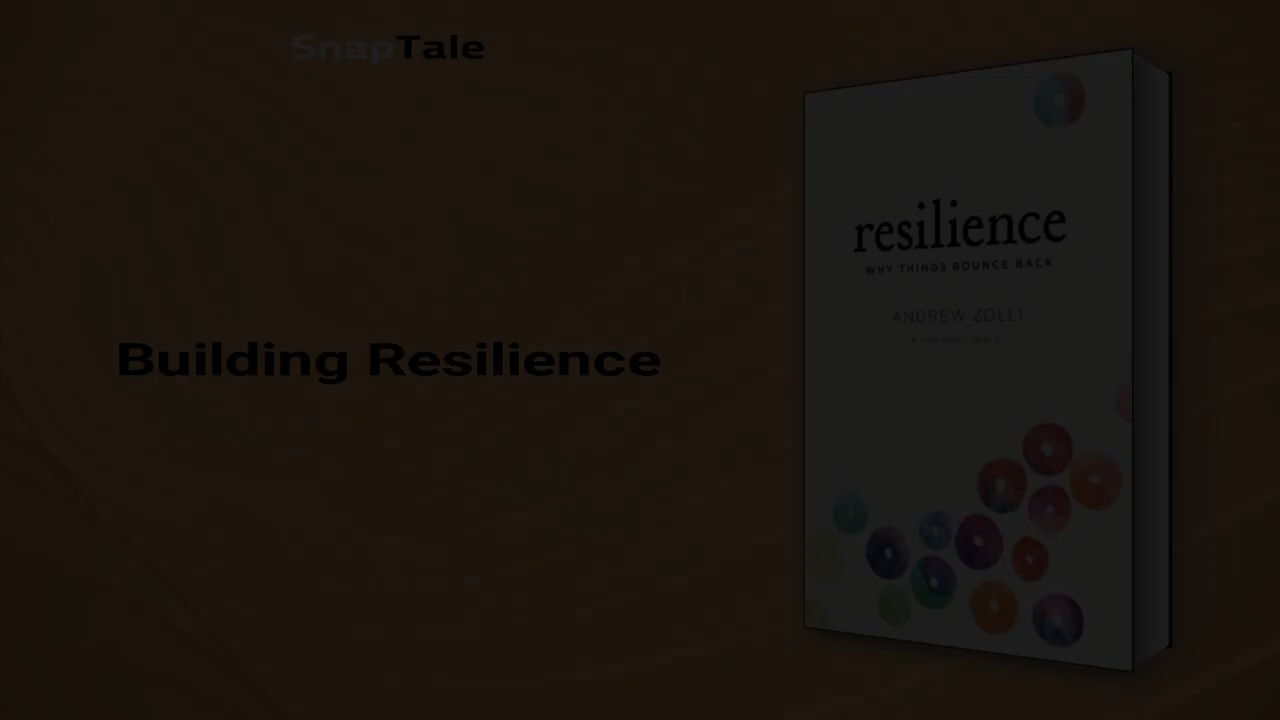 SnapTale
Building Resilience
resilience
WHY THINGS BOUNCE BACK
ANDREW ZOLLI